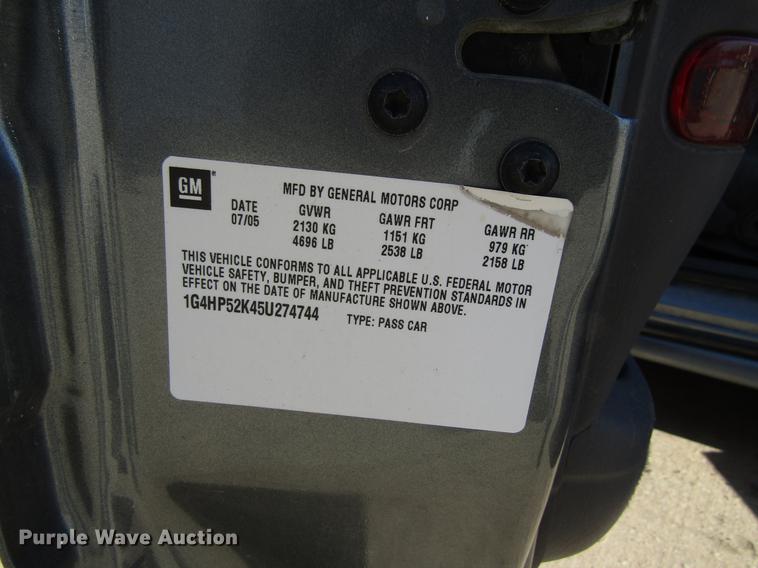 GM
MFD BY GENERAL MOTORS CORP
DATE GVWR GAWR FRT GAWR RR
07/05 2130 KG 1151 KG 979 KG
4696 LB 2538 LB 2158 LB
THIS VEHICLE CONFORMS TO ALL APPLICABLE U.S. FEDERAL MOTOR
VEHICLE SAFETY, BUMPER, AND THEFT PREVENTION STANDARDS IN
EFFECT ON THE DATE OF MANUFACTURE SHOWN ABOVE.
1G4HP52K45U274744 TYPE: PASS CAR
Purple Wave Auction